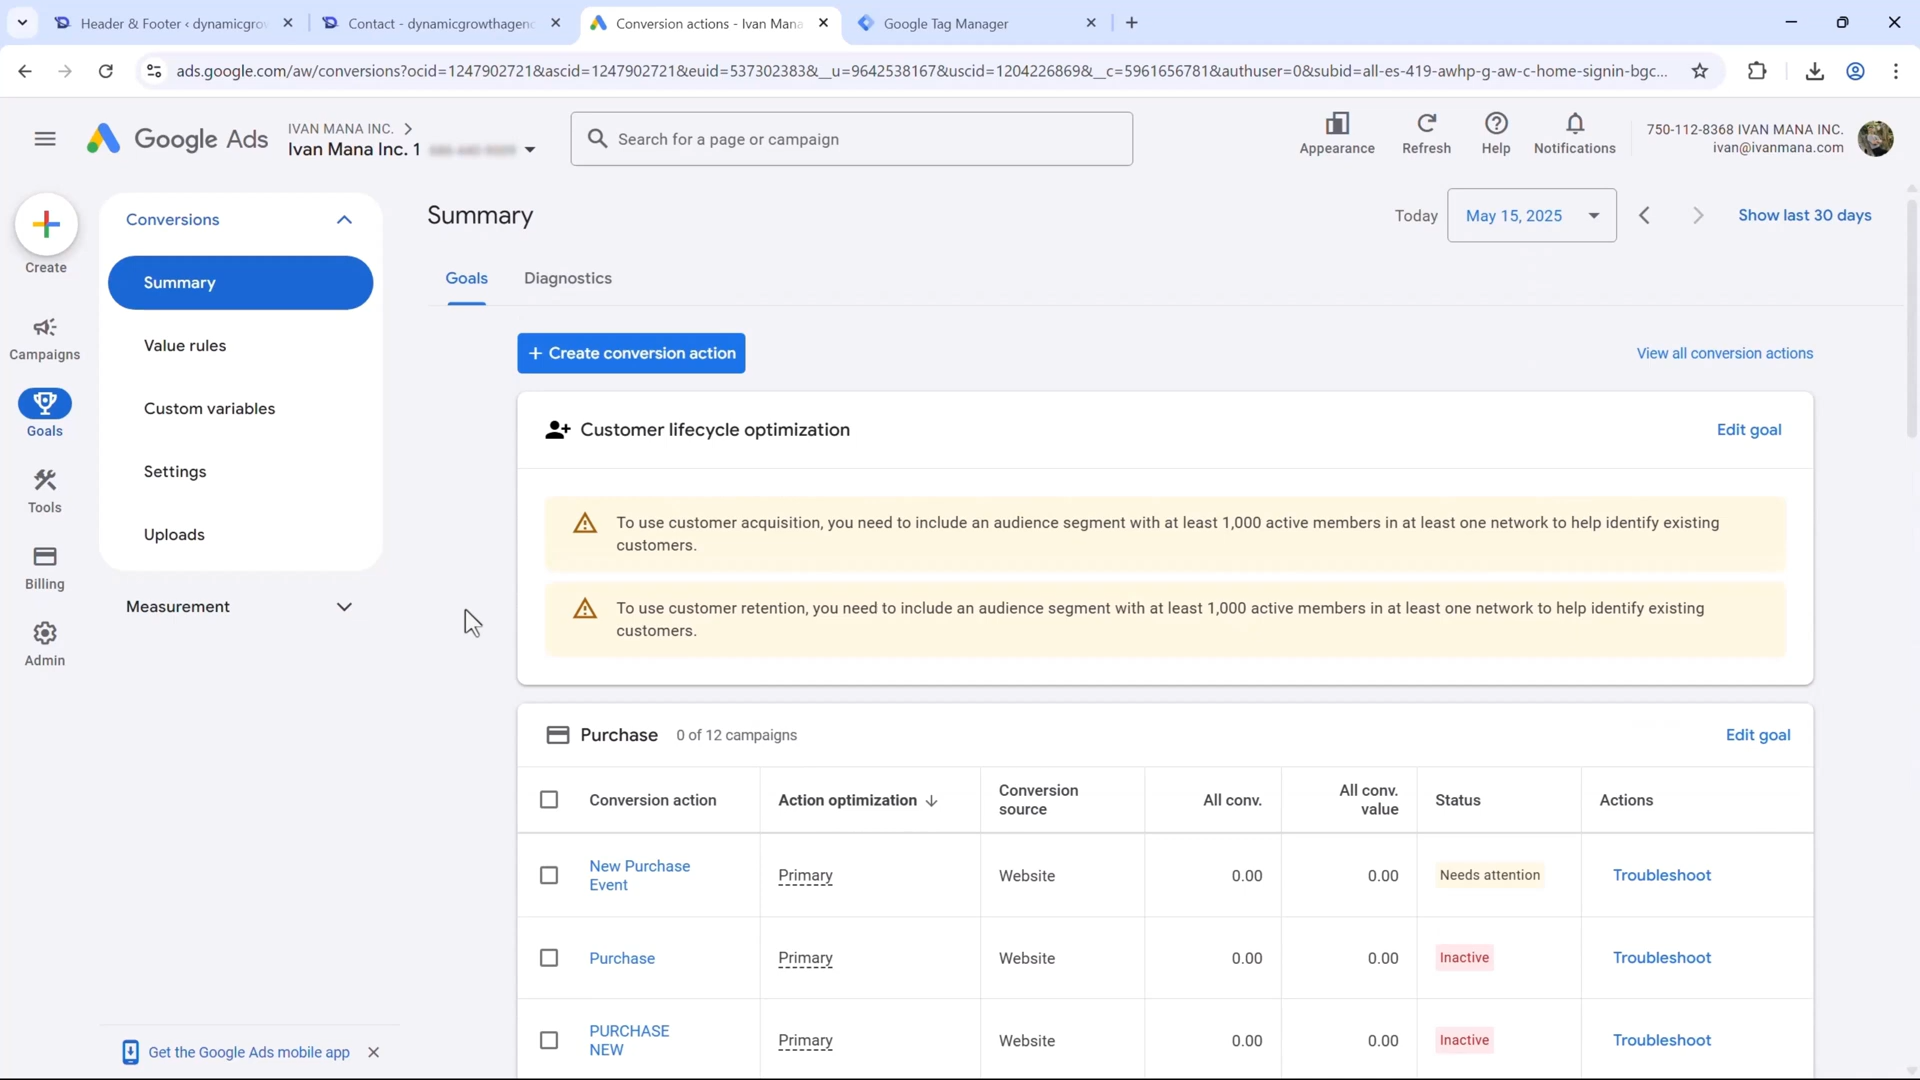 Header & Footer ‹ dynamicgrow
Contact - dynamicgrowthagenc
Conversion actions - Ivan Mana
Google Tag Manager
ads.google.com/aw/conversions?ocid=1247902721&ascid=1247902721&euid=537302383&__u=9642538167&uscid=1204226869&__c=5961656781&authuser=0&subid=all-es-419-awhp-g-aw-c-home-signin-bgc...
Google Ads
IVAN MANA INC.
Ivan Mana Inc. 1
Search for a page or campaign
Appearance
Refresh
Help
Notifications
750-112-8368 IVAN MANA INC.
ivan@ivanmana.com
Create
Campaigns
Goals
Tools
Billing
Admin
Conversions
Summary
Value rules
Custom variables
Settings
Uploads
Measurement
Get the Google Ads mobile app
Summary
Today
May 15, 2025
Show last 30 days
Goals
Diagnostics
+ Create conversion action
View all conversion actions
Customer lifecycle optimization
Edit goal
To use customer acquisition, you need to include an audience segment with at least 1,000 active members in at least one network to help identify existing
customers.
To use customer retention, you need to include an audience segment with at least 1,000 active members in at least one network to help identify existing
customers.
Purchase
0 of 12 campaigns
Edit goal
Conversion action
Action optimization
Conversion
source
All conv.
All conv.
value
Status
Actions
New Purchase
Event
Primary
Website
0.00
0.00
Needs attention
Troubleshoot
Purchase
Primary
Website
0.00
0.00
Inactive
Troubleshoot
PURCHASE
NEW
Primary
Website
0.00
0.00
Inactive
Troubleshoot